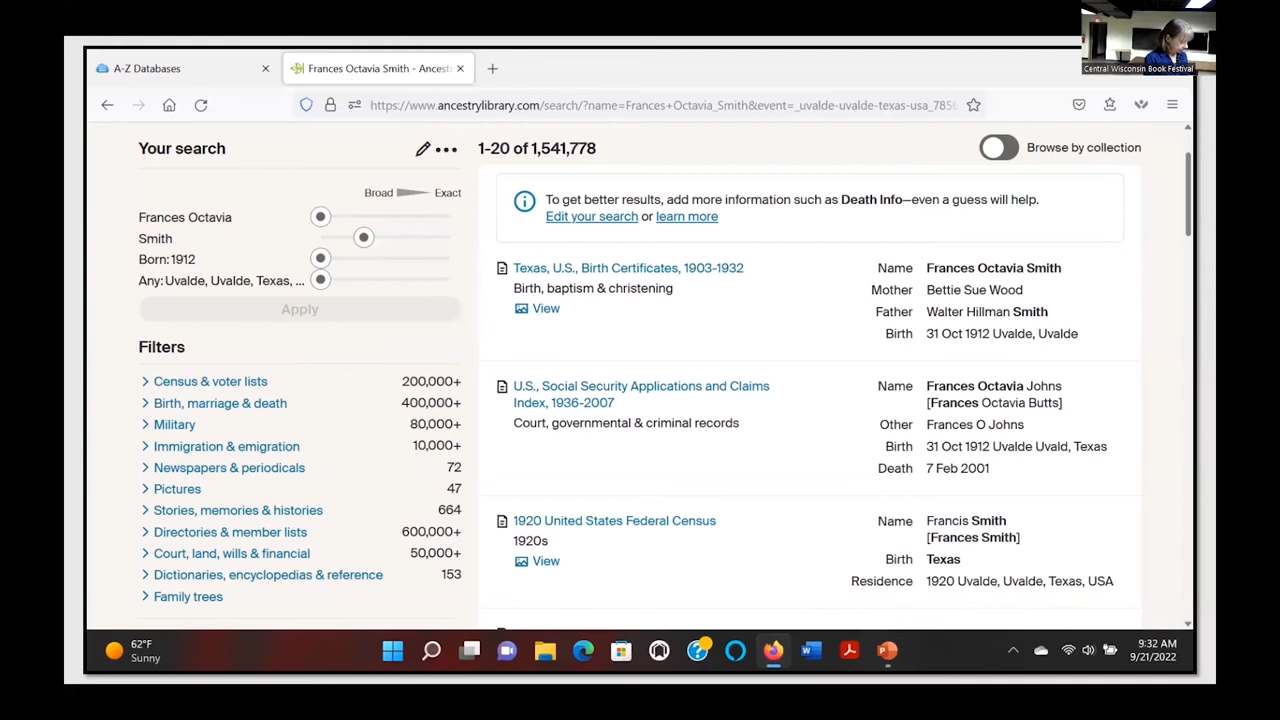 A-Z Databases
Frances Octavia Smith - Ancestr
https://www.ancestrylibrary.com/search/?name=Frances+Octavia_Smith&event=_uvalde-uvalde-texas-usa_7856
Central Wisconsin Book Festival
Your search
Broad Exact
Frances Octavia
Smith
Born: 1912
Any: Uvalde, Uvalde, Texas, ...
Apply
Filters
Census & voter lists 200,000+
Birth, marriage & death 400,000+
Military 80,000+
Immigration & emigration 10,000+
Newspapers & periodicals 72
Pictures 47
Stories, memories & histories 664
Directories & member lists 600,000+
Court, land, wills & financial 50,000+
Dictionaries, encyclopedias & reference 153
Family trees
1-20 of 1,541,778
Browse by collection
To get better results, add more information such as Death Info—even a guess will help.
Edit your search or learn more
Texas, U.S., Birth Certificates, 1903-1932
Birth, baptism & christening
View
Name Frances Octavia Smith
Mother Bettie Sue Wood
Father Walter Hillman Smith
Birth 31 Oct 1912 Uvalde, Uvalde
U.S., Social Security Applications and Claims
Index, 1936-2007
Court, governmental & criminal records
Name Frances Octavia Johns
[Frances Octavia Butts]
Other Frances O Johns
Birth 31 Oct 1912 Uvalde Uvald, Texas
Death 7 Feb 2001
1920 United States Federal Census
1920s
View
Name Francis Smith
[Frances Smith]
Birth Texas
Residence 1920 Uvalde, Uvalde, Texas, USA
62°F
Sunny
9:32 AM
9/21/2022